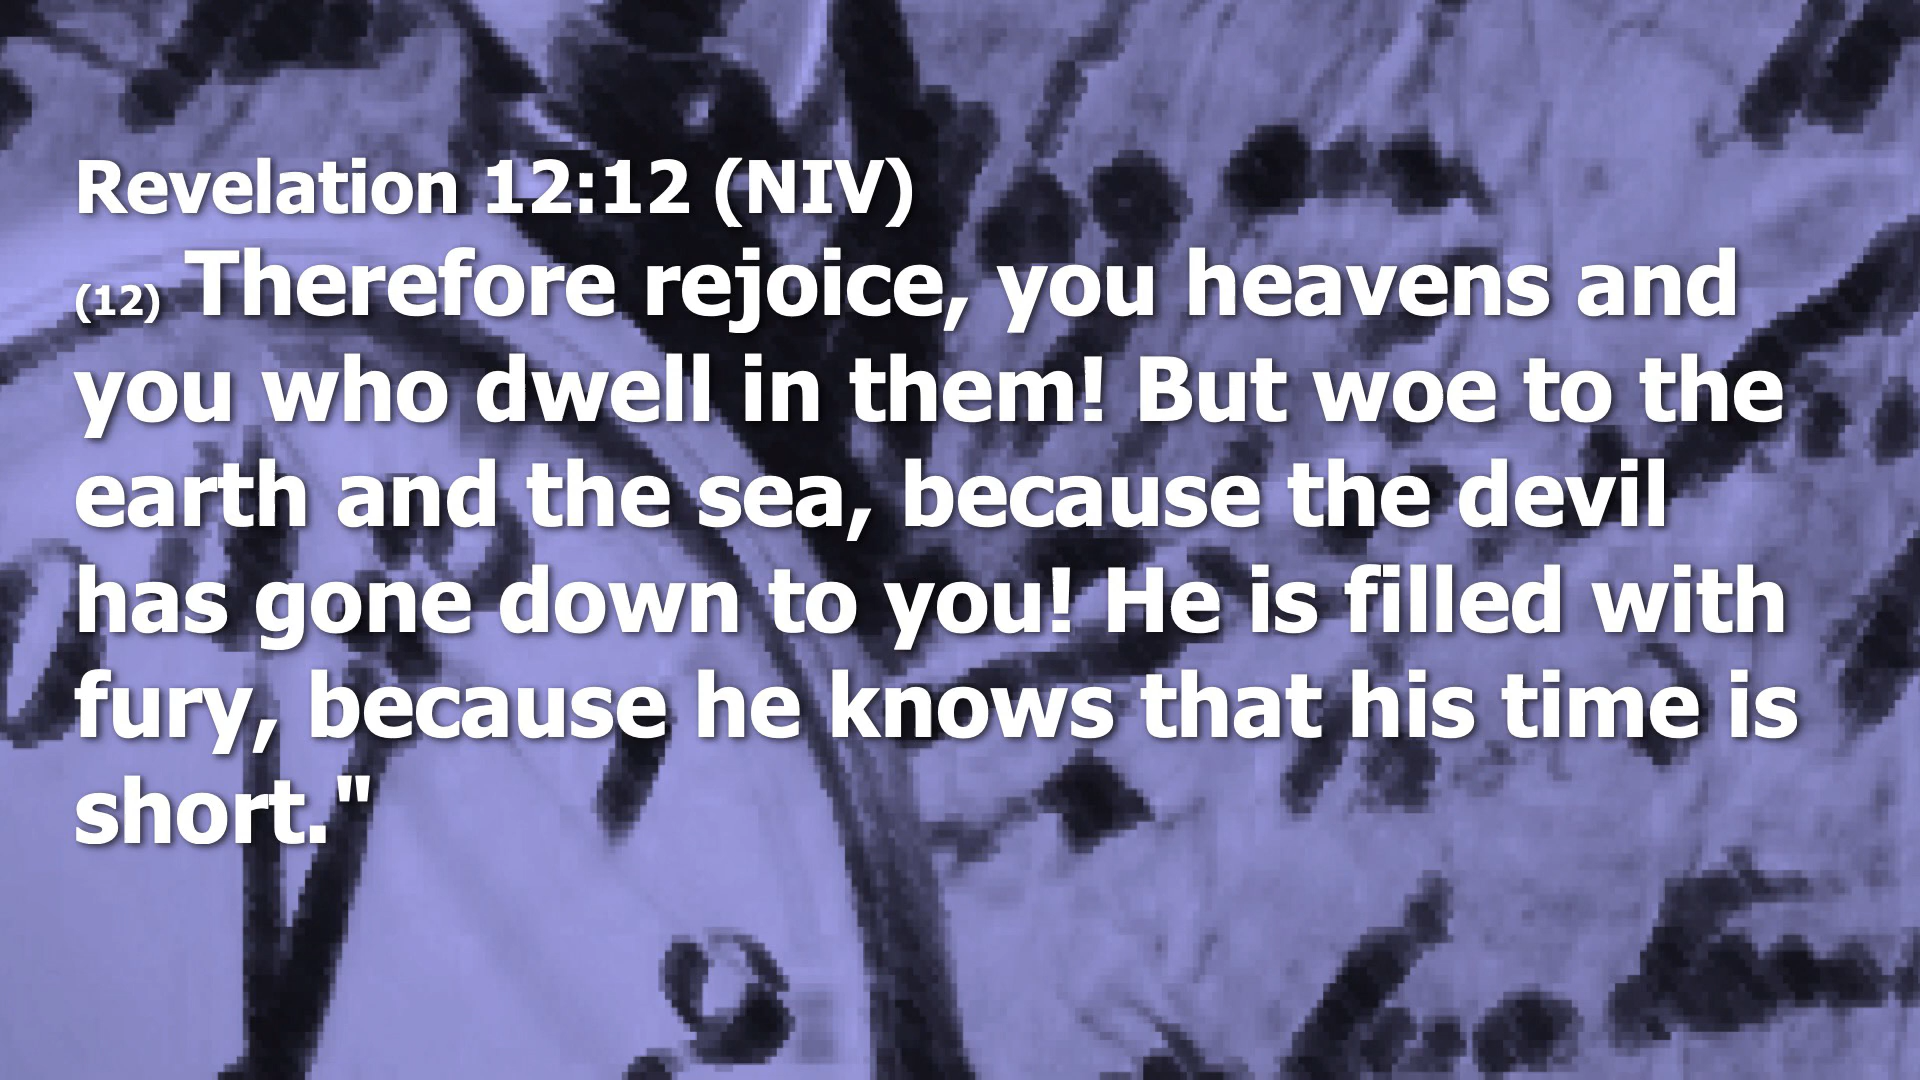 Revelation 12:12 (NIV)
(12) Therefore rejoice, you heavens and
you who dwell in them! But woe to the
earth and the sea, because the devil
has gone down to you! He is filled with
fury, because he knows that his time is
short."